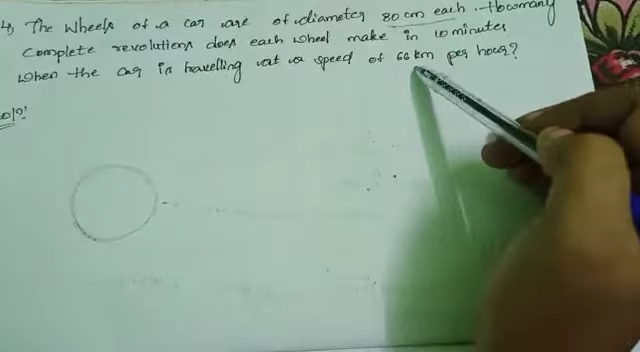 4) The Wheels of a car are of diameter 80 cm each. How many
Complete revolutions does each wheel make in 10 minutes
when the car is travelling at a speed of 66 km per hour?
sol?: